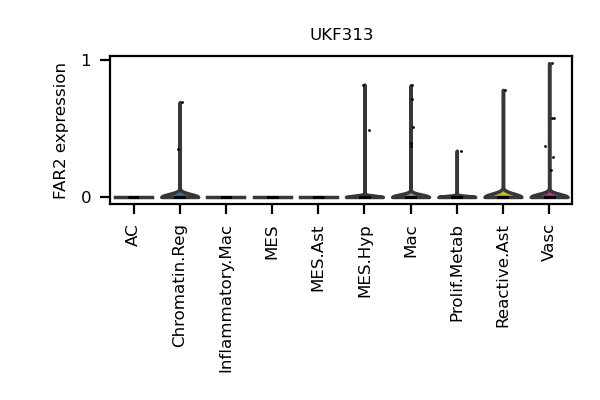 UKF313
FAR2 expression
1
0
AC
Chromatin.Reg
Inflammatory.Mac
MES
MES.Ast
MES.Hyp
Mac
Prolif.Metab
Reactive.Ast
Vasc